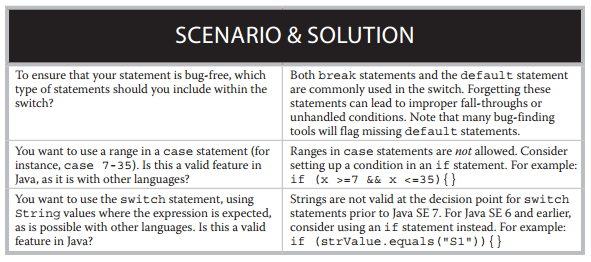 SCENARIO & SOLUTION
To ensure that your statement is bug-free, which
type of statements should you include within the
switch?
Both break statements and the default statement
are commonly used in the switch. Forgetting these
statements can lead to improper fall-throughs or
unhandled conditions. Note that many bug-finding
tools will flag missing default statements.
You want to use a range in a case statement (for
instance, case 7-35). Is this a valid feature in
Java, as it is with other languages?
Ranges in case statements are not allowed. Consider
setting up a condition in an if statement. For example:
if (x >=7 && x <=35){}
You want to use the switch statement, using
String values where the expression is expected,
as is possible with other languages. Is this a valid
feature in Java?
Strings are not valid at the decision point for switch
statements prior to Java SE 7. For Java SE 6 and earlier,
consider using an if statement instead. For example:
if (strValue.equals("S1")){}